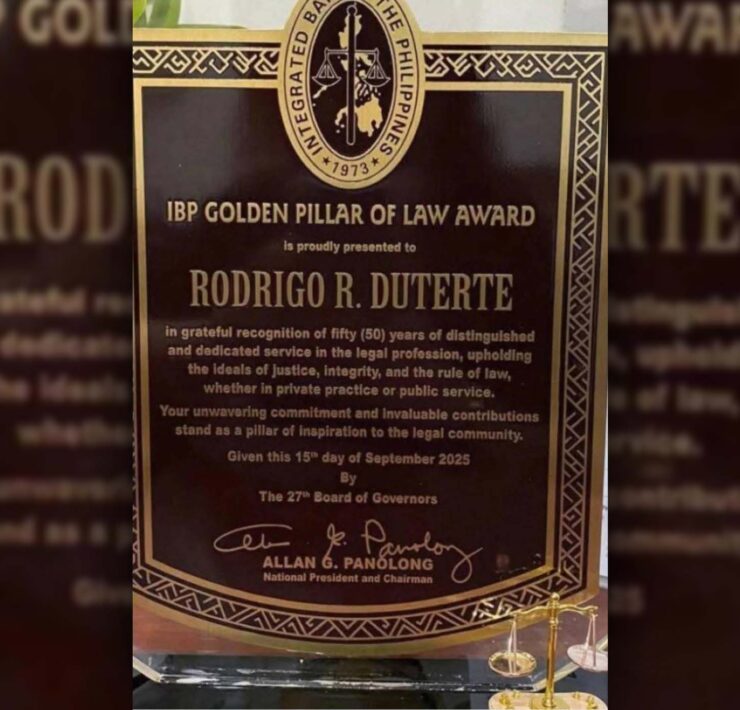 INTEGRATED BA THE PHILIPPINES
★ 1973 ★
IBP GOLDEN PILLAR OF LAW AWARD
is proudly presented to
RODRIGO R. DUTERTE
in grateful recognition of fifty (50) years of distinguished
and dedicated service in the legal profession, upholding
the ideals of justice, integrity, and the rule of law,
whether in private practice or public service.
Your unwavering commitment and invaluable contributions
stand as a pillar of inspiration to the legal community.
Given this 15th day of September 2025
By
The 27th Board of Governors
ALLAN G. PANOLONG
National President and Chairman